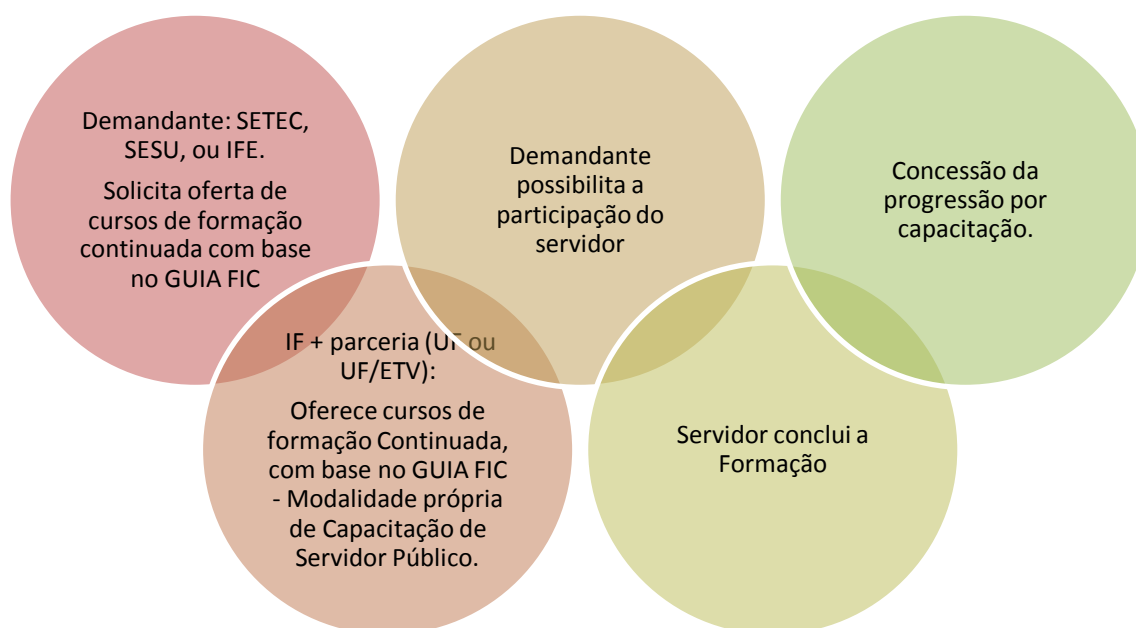 Demandante: SETEC,
SESU, ou IFE.
Solicita oferta de
cursos de formação
continuada com base
no GUIA FIC
IF + parceria (UF ou
UF/ETV):
Oferece cursos de
formação Continuada,
com base no GUIA FIC
- Modalidade própria
de Capacitação de
Servidor Público.
Demandante
possibilita a
participação do
servidor
Servidor conclui a
Formação
Concessão da
progressão por
capacitação.